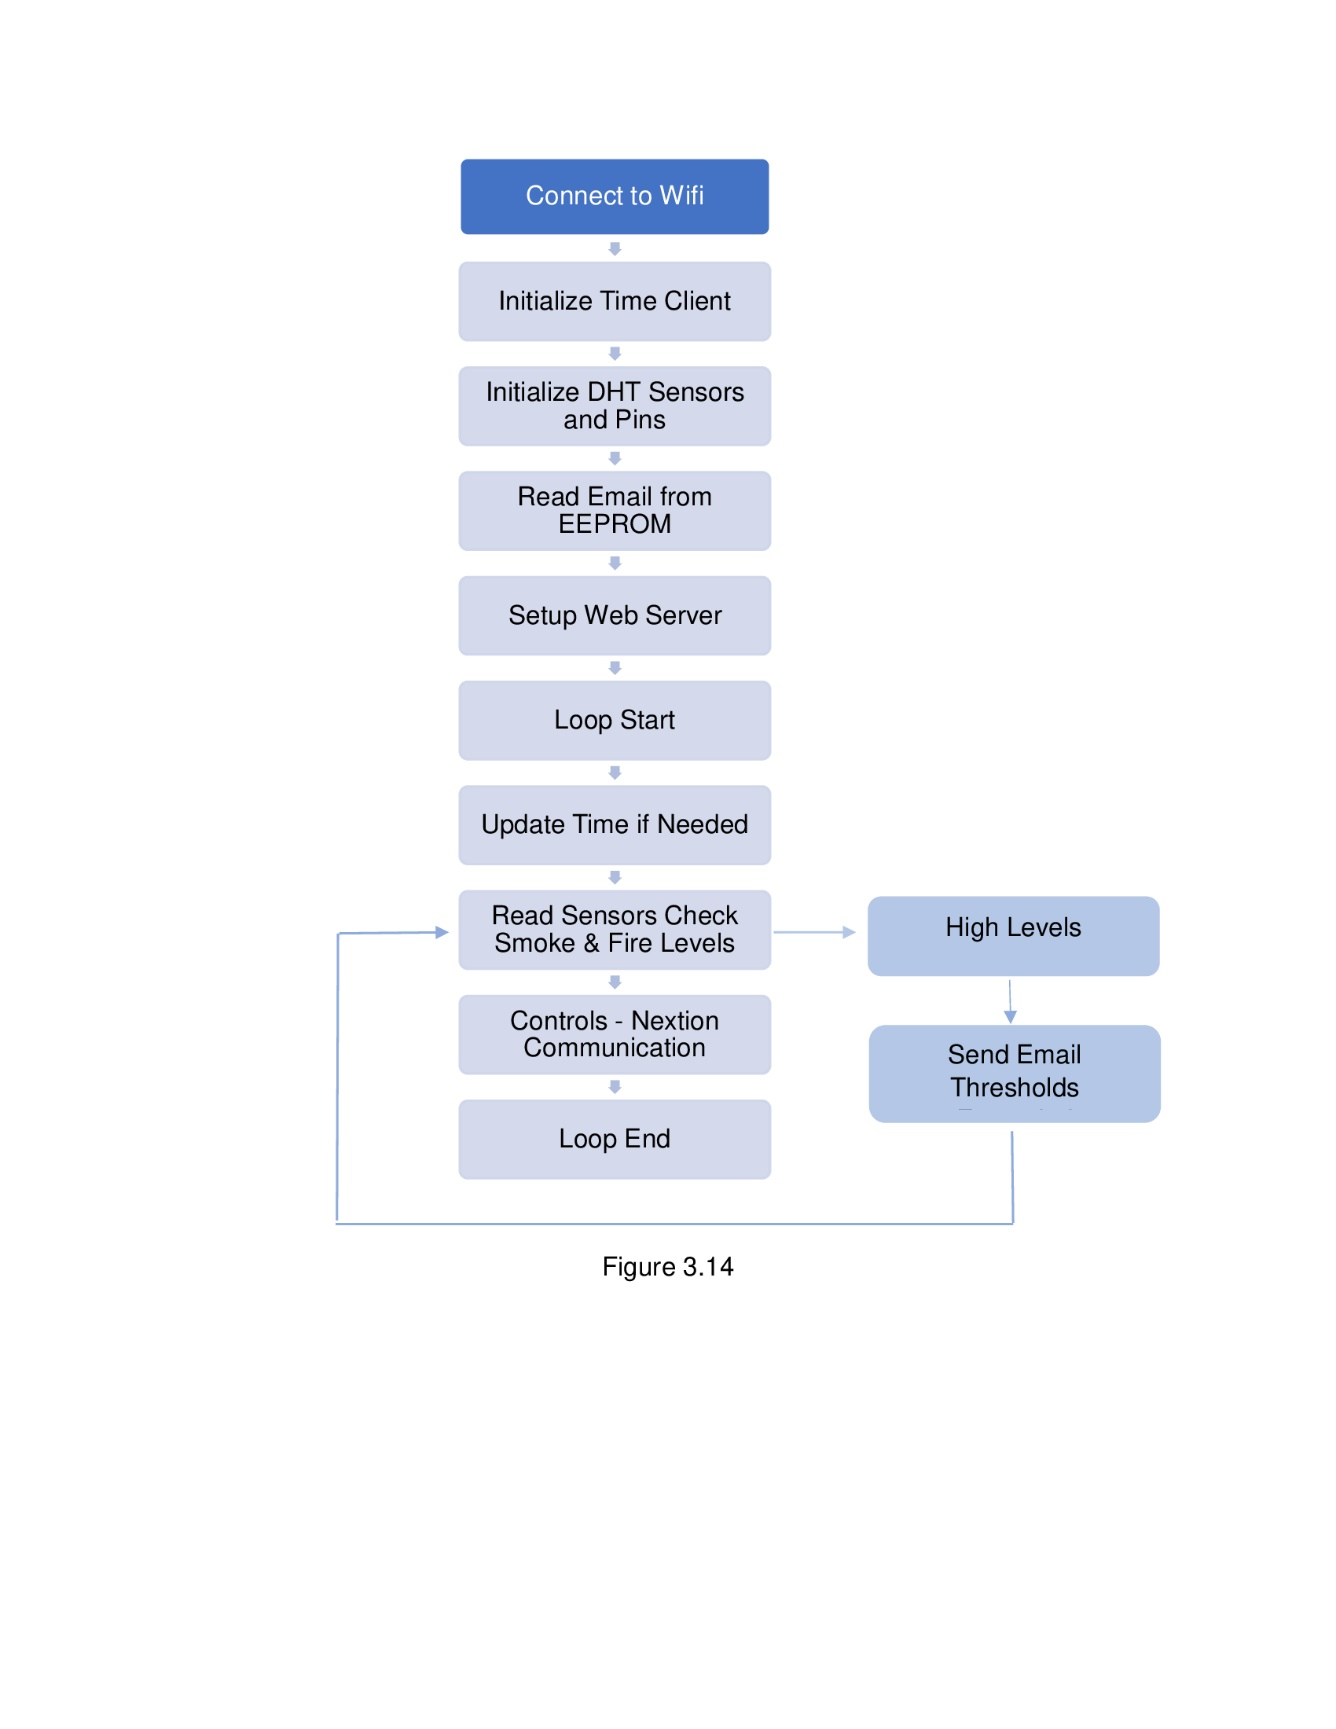 Connect to Wifi
Initialize Time Client
Initialize DHT Sensors
and Pins
Read Email from
EEPROM
Setup Web Server
Loop Start
Update Time if Needed
Read Sensors Check
Smoke & Fire Levels
High Levels
Controls - Nextion
Communication
Send Email
Thresholds
Loop End
Figure 3.14